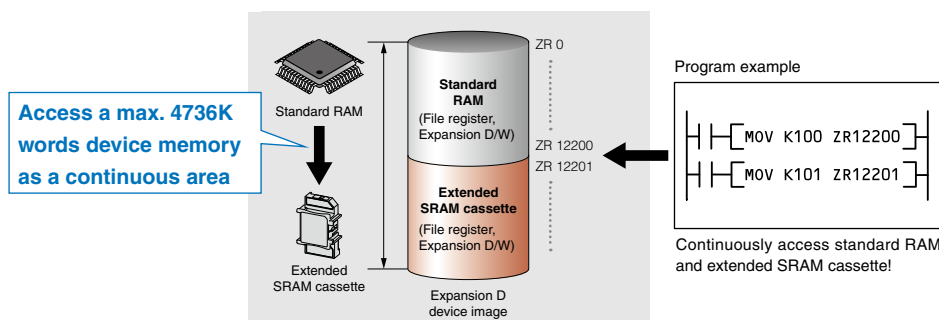 Access a max. 4736K
words device memory
as a continuous area
Standard RAM
Extended
SRAM cassette
Standard
RAM
(File register,
Expansion D/W)
Extended
SRAM cassette
(File register,
Expansion D/W)
Expansion D
device image
ZR 0
ZR 12200
ZR 12201
Program example
MOV K100 ZR12200
MOV K101 ZR12201
Continuously access standard RAM
and extended SRAM cassette!